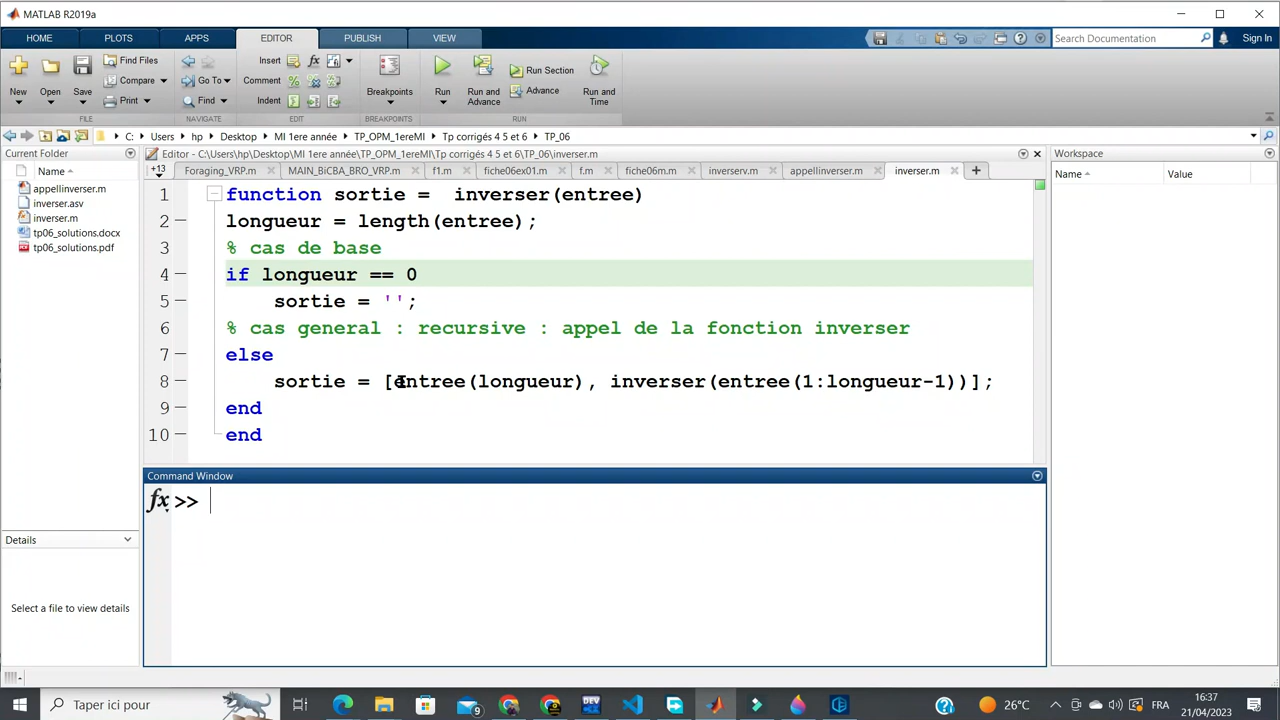 MATLAB R2019a
HOME PLOTS APPS EDITOR PUBLISH VIEW Search Documentation Sign In
New Open Save Find Files Compare Print Go To Find Insert Comment Indent fx Breakpoints Run Run and Advance Run Section Advance Run and Time
FILE NAVIGATE EDIT BREAKPOINTS RUN
C: Users hp Desktop MI 1ere année TP_OPM_1ereMI Tp corrigés 4 5 et 6 TP_06
Current Folder
Name
appelinverser.m
inverser.asv
inverser.m
tp06_solutions.docx
tp06_solutions.pdf
Details
Select a file to view details
Editor - C:\Users\hp\Desktop\MI 1ere année\TP_OPM_1ereMI\Tp corrigés 4 5 et 6\TP_06\inverser.m
+13 Foraging_VRP.m MAIN_BiCBA_BRO_VRP.m f1.m fiche06ex01.m f.m fiche06m.m inverserv.m appelinverser.m inverser.m
1 function sortie = inverser(entree)
2 longueur = length(entree);
3 % cas de base
4 if longueur == 0
5 sortie = '';
6 % cas general : recursive : appel de la fonction inverser
7 else
8 sortie = [entree(longueur), inverser(entree(1:longueur-1))];
9 end
10 end
Command Window
fx >>
Workspace
Name Value
Taper ici pour
9
26°C FRA 16:37
21/04/2023